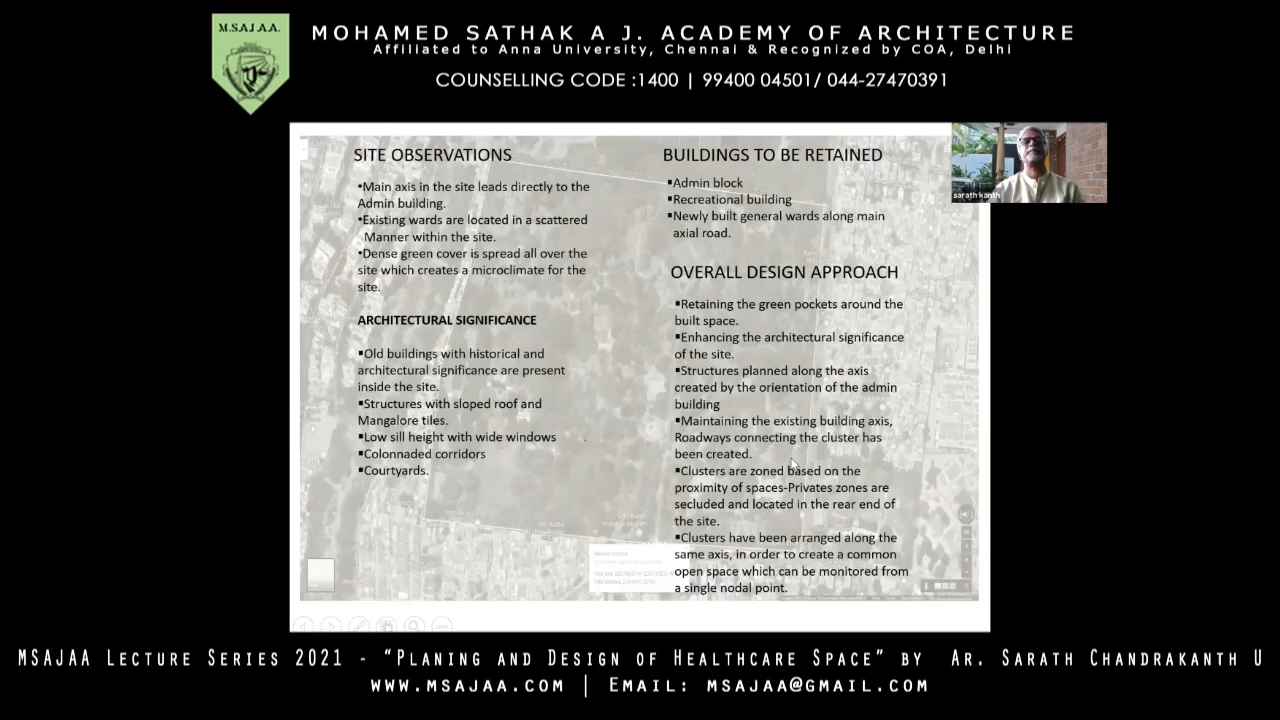 M.S.A.J.A.A.
MOHAMED SATHAK A J. ACADEMY OF ARCHITECTURE
Affiliated to Anna University, Chennai & Recognized by COA, Delhi
COUNSELLING CODE :1400 | 99400 04501/ 044-27470391
SITE OBSERVATIONS
•Main axis in the site leads directly to the
Admin building.
•Existing wards are located in a scattered
Manner within the site.
•Dense green cover is spread all over the
site which creates a microclimate for the
site.
ARCHITECTURAL SIGNIFICANCE
▪Old buildings with historical and
architectural significance are present
inside the site.
▪Structures with sloped roof and
Mangalore tiles.
▪Low sill height with wide windows
▪Colonnaded corridors
▪Courtyards.
BUILDINGS TO BE RETAINED
▪Admin block
▪Recreational building
▪Newly built general wards along main
axial road.
OVERALL DESIGN APPROACH
▪Retaining the green pockets around the
built space.
▪Enhancing the architectural significance
of the site.
▪Structures planned along the axis
created by the orientation of the admin
building
▪Maintaining the existing building axis,
Roadways connecting the cluster has
been created.
▪Clusters are zoned based on the
proximity of spaces-Privates zones are
secluded and located in the rear end of
the site.
▪Clusters have been arranged along the
same axis, in order to create a common
open space which can be monitored from
a single nodal point.
sarath kanth
MSAJAA Lecture Series 2021 - "Planing and Design of Healthcare Space" by Ar. Sarath Chandrakanth U
www.msajaa.com | Email: msajaa@gmail.com